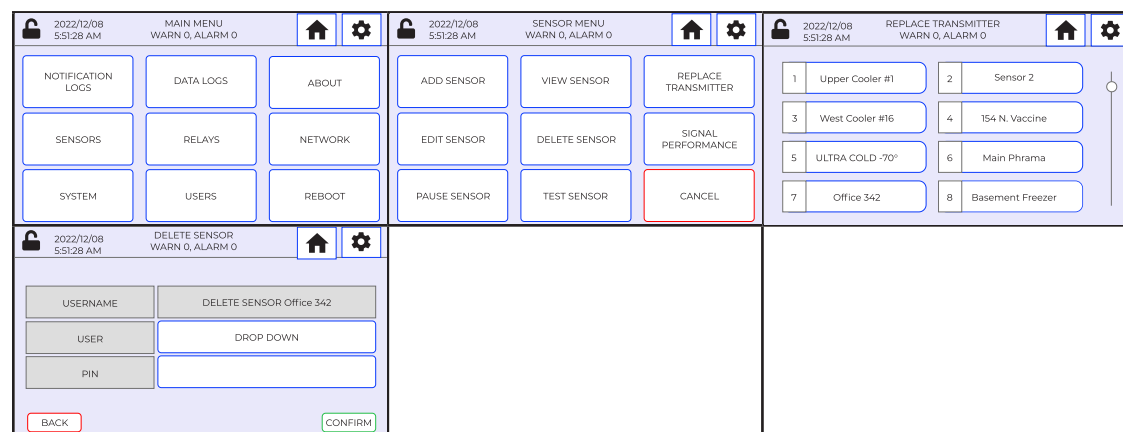 2022/12/08
5:51:28 AM
MAIN MENU
WARN 0, ALARM 0
NOTIFICATION
LOGS
DATA LOGS
ABOUT
SENSORS
RELAYS
NETWORK
SYSTEM
USERS
REBOOT
2022/12/08
5:51:28 AM
SENSOR MENU
WARN 0, ALARM 0
ADD SENSOR
VIEW SENSOR
REPLACE
TRANSMITTER
EDIT SENSOR
DELETE SENSOR
SIGNAL
PERFORMANCE
PAUSE SENSOR
TEST SENSOR
CANCEL
2022/12/08
5:51:28 AM
REPLACE TRANSMITTER
WARN 0, ALARM 0
1 Upper Cooler #1
2 Sensor 2
3 West Cooler #16
4 154 N. Vaccine
5 ULTRA COLD -70°
6 Main Phrama
7 Office 342
8 Basement Freezer
2022/12/08
5:51:28 AM
DELETE SENSOR
WARN 0, ALARM 0
USERNAME
DELETE SENSOR Office 342
USER
DROP DOWN
PIN
BACK
CONFIRM